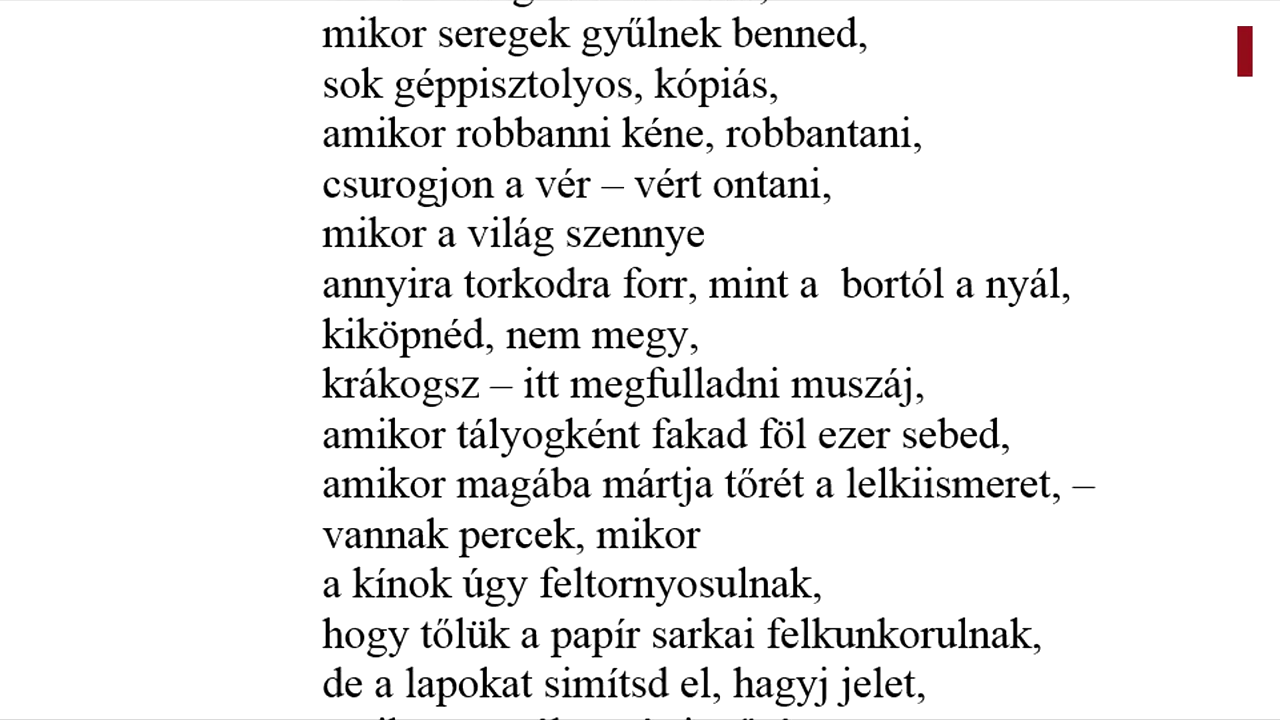 mikor seregek gyűlnek benned,
sok géppisztolyos, kópiás,
amikor robbanni kéne, robbantani,
csurogjon a vér – vért ontani,
mikor a világ szennye
annyira torkodra forr, mint a  bortól a nyál,
kiköpnéd, nem megy,
krákogsz – itt megfulladni muszáj,
amikor tályogként fakad föl ezer sebed,
amikor magába mártja tőrét a lelkiismeret, –
vannak percek, mikor
a kínok úgy feltornyosulnak,
hogy tőlük a papír sarkai felkunkorulnak,
de a lapokat simítsd el, hagyj jelet,